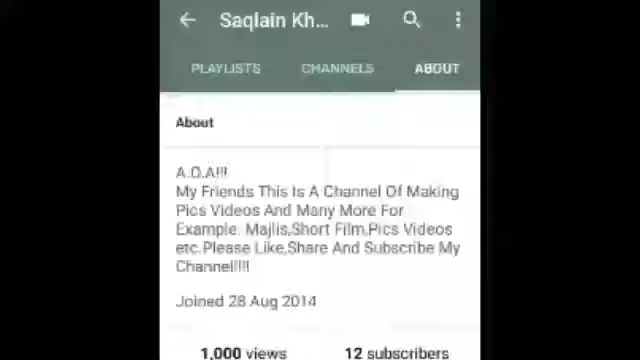 Saqlain Kh...
PLAYLISTS CHANNELS ABOUT
About
A.O.A!!!
My Friends This Is A Channel Of Making
Pics Videos And Many More For
Example. Majlis,Short Film,Pics Videos
etc.Please Like,Share And Subscribe My
Channel!!!!
Joined 28 Aug 2014
1,000 views 12 subscribers